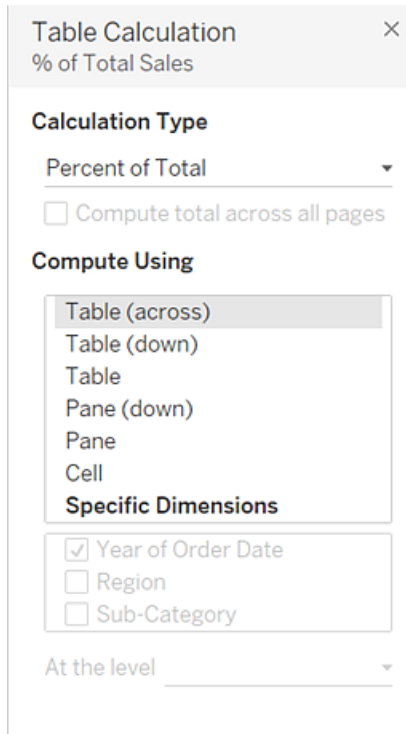 Table Calculation
% of Total Sales
Calculation Type
Percent of Total
Compute total across all pages
Compute Using
Table (across)
Table (down)
Table
Pane (down)
Pane
Cell
Specific Dimensions
Year of Order Date
Region
Sub-Category
At the level